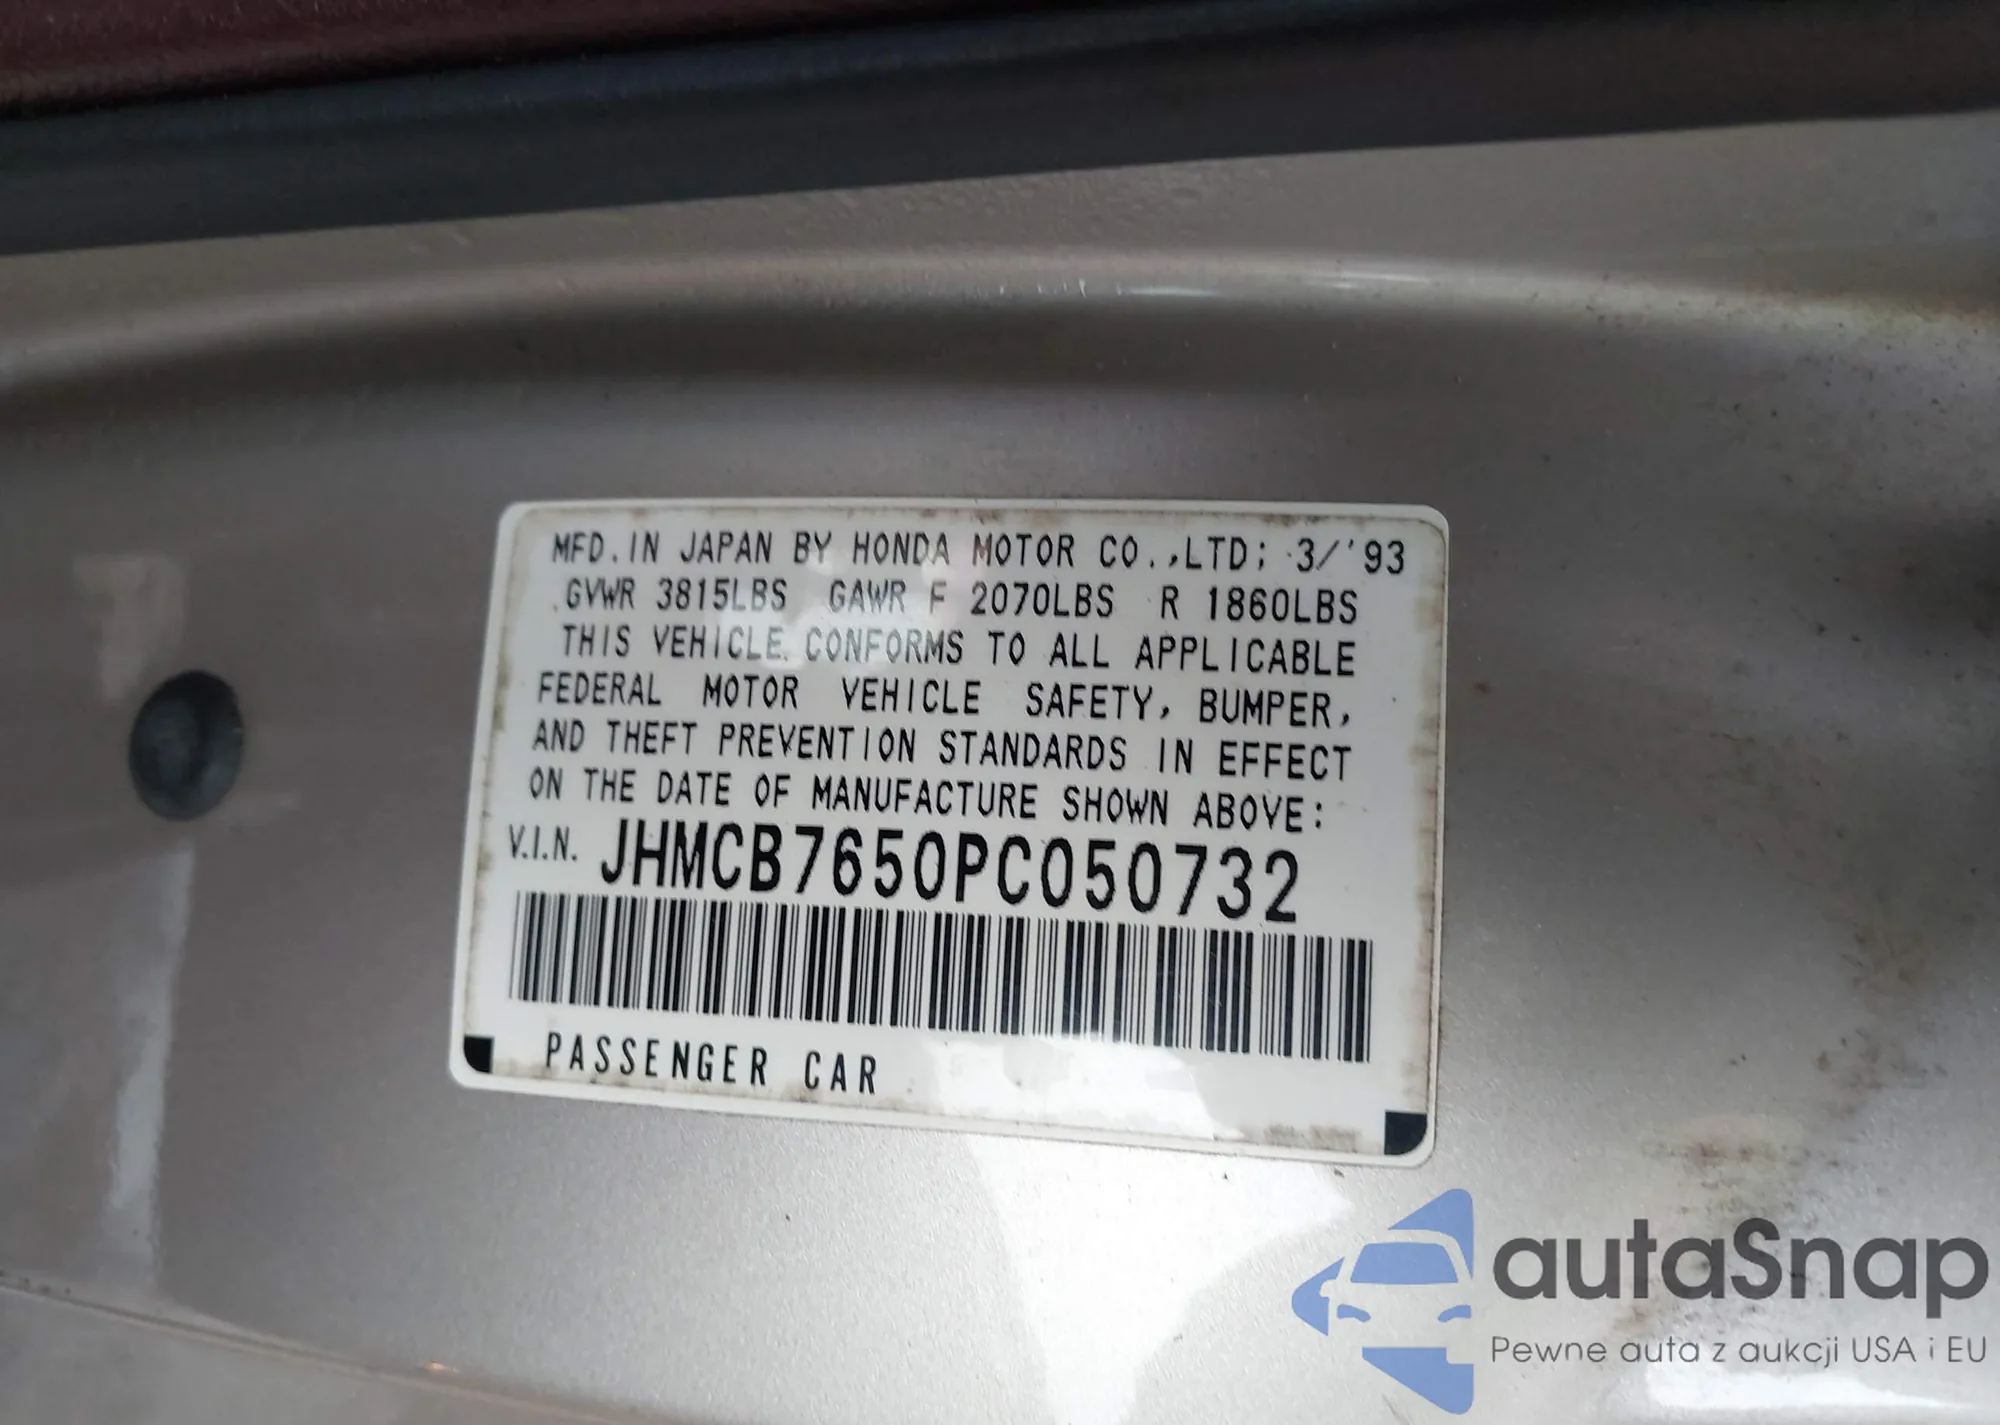 MFD. IN JAPAN BY HONDA MOTOR CO.,LTD; 3/'93
GVWR 3815LBS GAWR F 2070LBS R 1860LBS
THIS VEHICLE CONFORMS TO ALL APPLICABLE
FEDERAL MOTOR VEHICLE SAFETY, BUMPER,
AND THEFT PREVENTION STANDARDS IN EFFECT
ON THE DATE OF MANUFACTURE SHOWN ABOVE:
V.I.N. JHMCB7650PC050732
PASSENGER CAR
autaSnap
Pewne auta z aukcji USA i EU